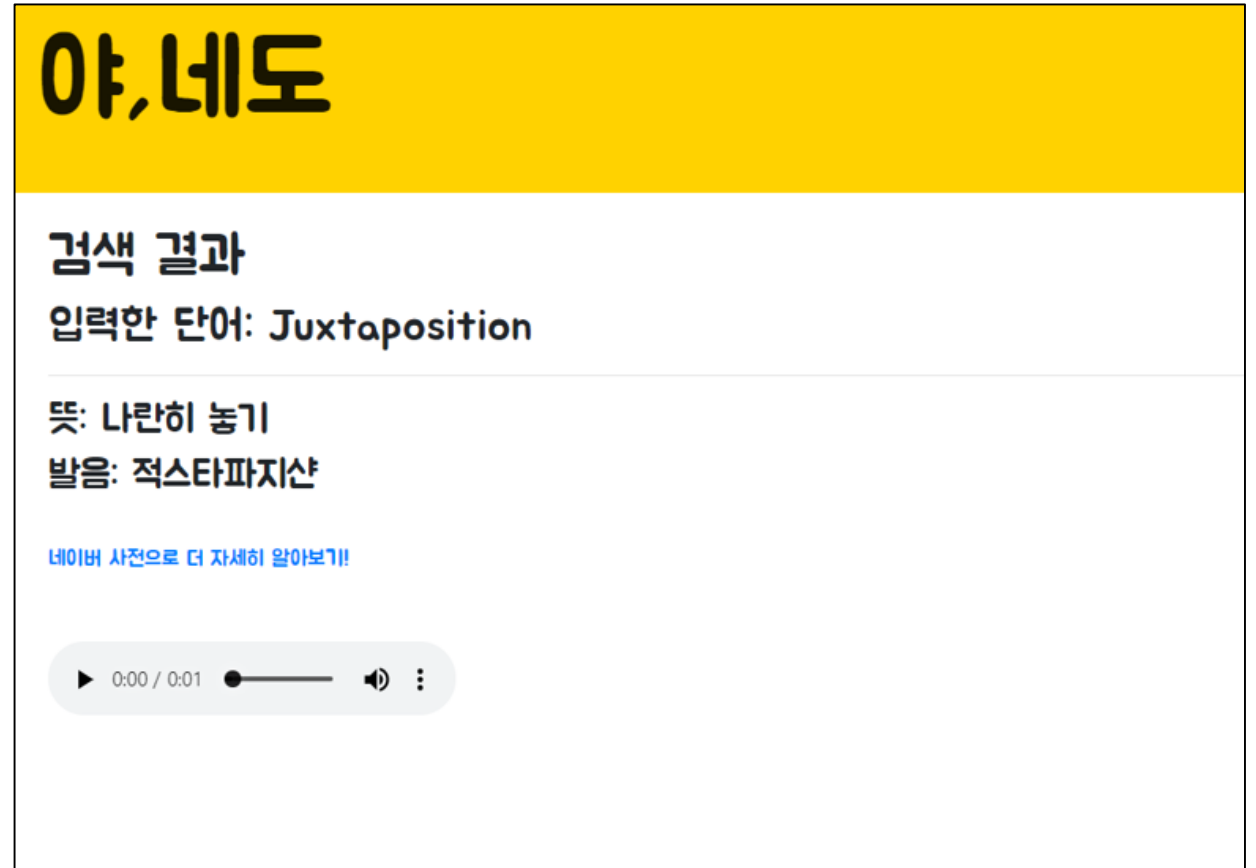 야,네도
검색 결과
입력한 단어: Juxtaposition
뜻: 나란히 놓기
발음: 적스타파지샨
네이버 사전으로 더 자세히 알아보기!
0:00 / 0:01